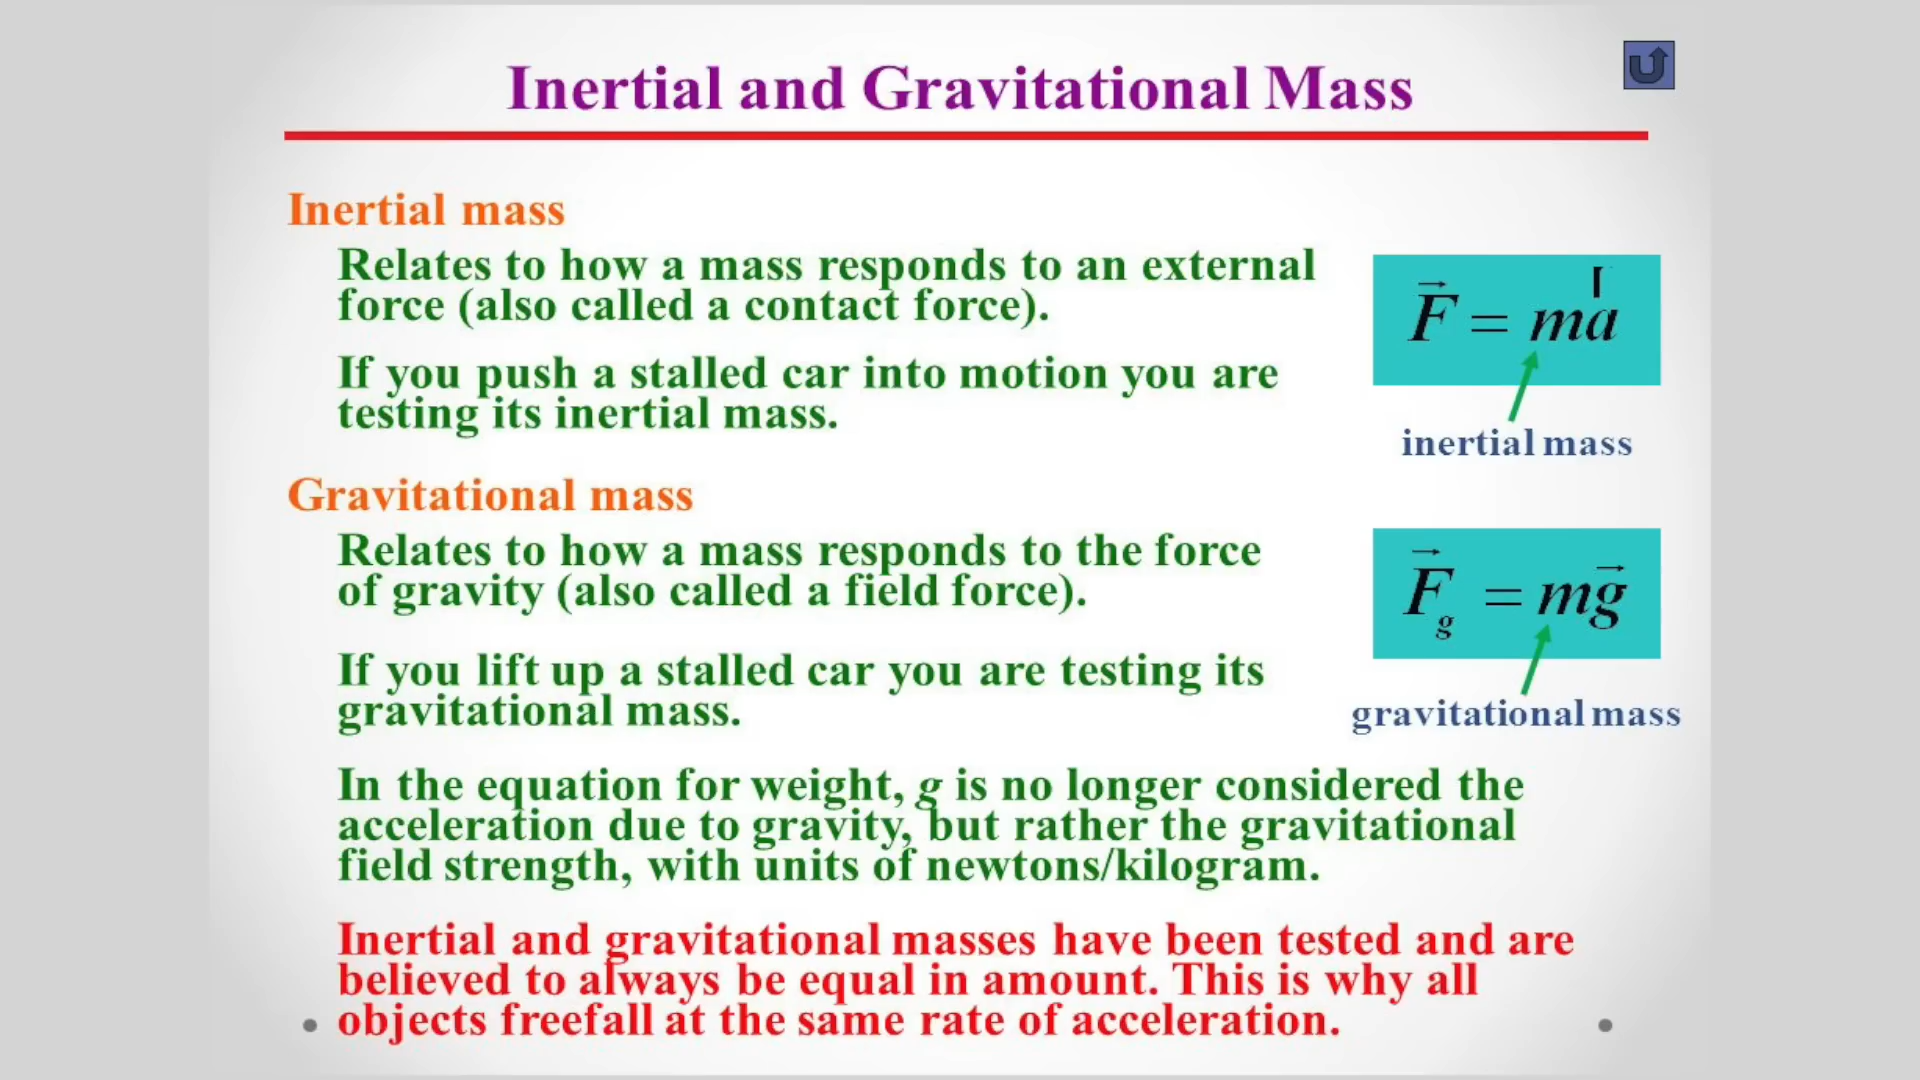 Inertial and Gravitational Mass
Inertial mass
Relates to how a mass responds to an external
force (also called a contact force).
If you push a stalled car into motion you are
testing its inertial mass.
F⃗ = ma
inertial mass
Gravitational mass
Relates to how a mass responds to the force
of gravity (also called a field force).
If you lift up a stalled car you are testing its
gravitational mass.
F⃗g = mg⃗
gravitational mass
In the equation for weight, g is no longer considered the
acceleration due to gravity, but rather the gravitational
field strength, with units of newtons/kilogram.
Inertial and gravitational masses have been tested and are
believed to always be equal in amount. This is why all
objects freefall at the same rate of acceleration.